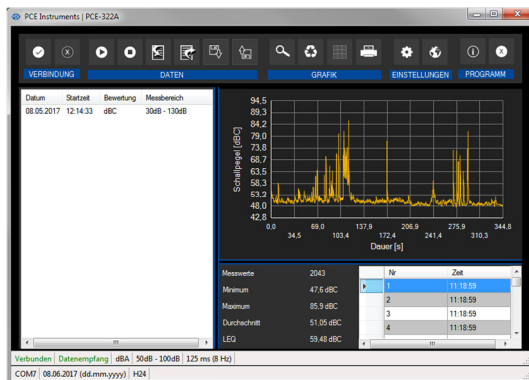 PCE Instruments | PCE-322A
VERBINDUNG DATEN GRAFIK EINSTELLUNGEN PROGRAMM
Datum Startzeit Bewertung Messbereich
08.05.2017 12:14:33 dBC 30dB - 130dB
Schallpegel [dBC]
94,5
89,3
84,2
79,0
73,8
68,7
63,5
58,3
53,2
48,0
42,8
0,0 69,0 137,9 206,9 275,9 344,8
34,5 103,4 172,4 241,4 310,3
Dauer [s]
Messwerte 2043
Minimum 47,6 dBC
Maximum 85,9 dBC
Durchschnitt 51,05 dBC
LEQ 59,48 dBC
Nr Zeit
1 11:18:59
2 11:18:59
3 11:18:59
4 11:18:59
Verbunden Datenempfang dBA 50dB - 100dB 125 ms (8 Hz)
COM7 08.06.2017 (dd.mm.yyyy) H24